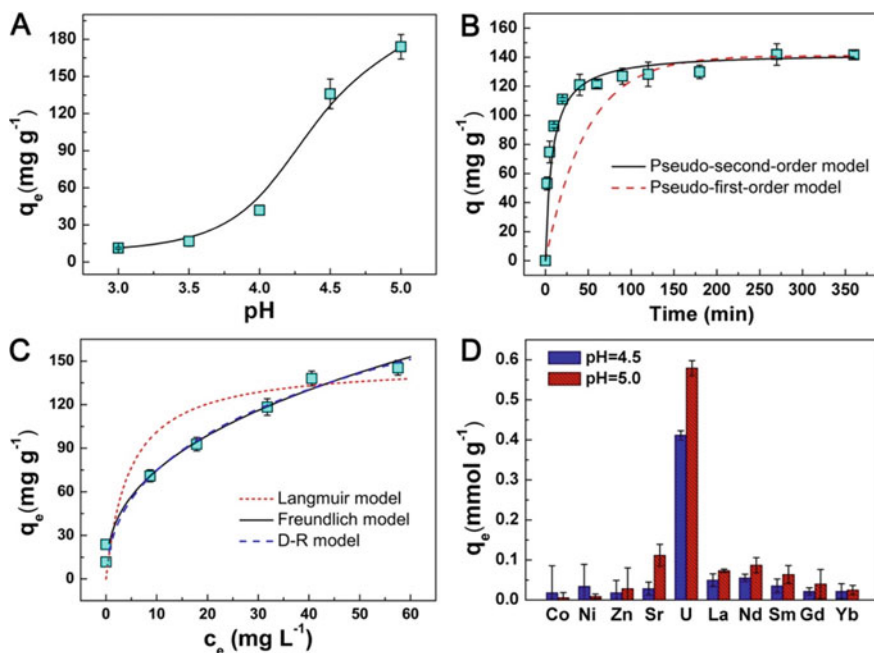 A
180
150
120
90
60
30
0
q_e(mg g⁻¹)
3.0 3.5 4.0 4.5 5.0
pH
B
160
140
120
100
80
60
40
20
0
q(mg g⁻¹)
Pseudo-second-order model
Pseudo-first-order model
0 50 100 150 200 250 300 350
Time (min)
C
150
120
90
60
30
0
q_e(mg g⁻¹)
Langmuir model
Freundlich model
D-R model
0 10 20 30 40 50 60
c_e (mg L⁻¹)
D
0.6
0.5
0.4
0.3
0.2
0.1
0.0
q_e(mmol g⁻¹)
pH=4.5
pH=5.0
Co Ni Zn Sr U La Nd Sm Gd Yb